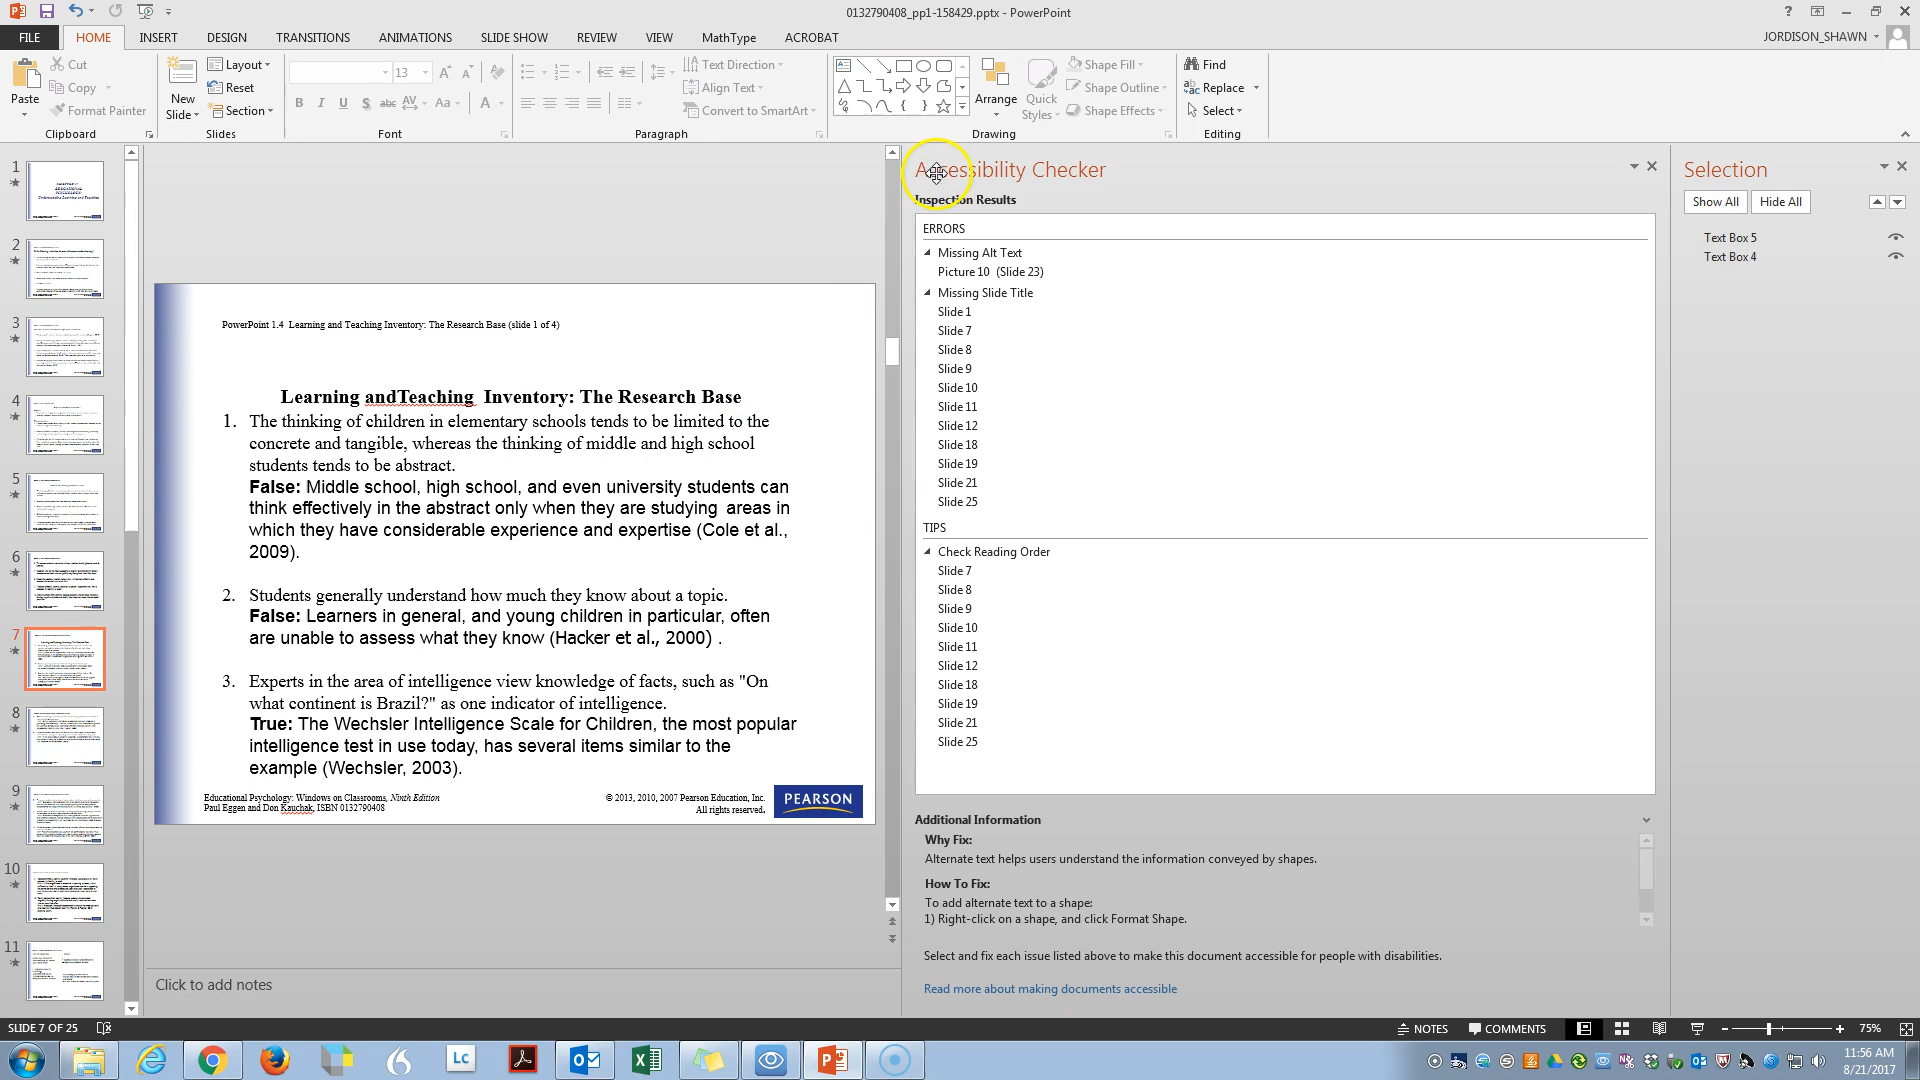 0132790408_pp1-158429.pptx - PowerPoint
FILE HOME INSERT DESIGN TRANSITIONS ANIMATIONS SLIDE SHOW REVIEW VIEW MathType ACROBAT
JORDISON_SHAWN
Paste
Cut
Copy
Format Painter
Clipboard
New
Slide
Layout
Reset
Section
Slides
13
Font
Text Direction
Align Text
Convert to SmartArt
Paragraph
Arrange
Quick
Styles
Shape Fill
Shape Outline
Shape Effects
Drawing
Find
Replace
Select
Editing
1
2
3
4
5
6
7
8
9
10
11
PowerPoint 1.4 Learning and Teaching Inventory: The Research Base (slide 1 of 4)
Learning andTeaching Inventory: The Research Base
1. The thinking of children in elementary schools tends to be limited to the
concrete and tangible, whereas the thinking of middle and high school
students tends to be abstract.
False: Middle school, high school, and even university students can
think effectively in the abstract only when they are studying areas in
which they have considerable experience and expertise (Cole et al.,
2009).
2. Students generally understand how much they know about a topic.
False: Learners in general, and young children in particular, often
are unable to assess what they know (Hacker et al., 2000) .
3. Experts in the area of intelligence view knowledge of facts, such as "On
what continent is Brazil?" as one indicator of intelligence.
True: The Wechsler Intelligence Scale for Children, the most popular
intelligence test in use today, has several items similar to the
example (Wechsler, 2003).
Educational Psychology: Windows on Classrooms, Ninth Edition
Paul Eggen and Don Kauchak, ISBN 0132790408
© 2013, 2010, 2007 Pearson Education, Inc.
All rights reserved.
PEARSON
Click to add notes
Accessibility Checker
Inspection Results
ERRORS
Missing Alt Text
Picture 10 (Slide 23)
Missing Slide Title
Slide 1
Slide 7
Slide 8
Slide 9
Slide 10
Slide 11
Slide 12
Slide 18
Slide 19
Slide 21
Slide 25
TIPS
Check Reading Order
Slide 7
Slide 8
Slide 9
Slide 10
Slide 11
Slide 12
Slide 18
Slide 19
Slide 21
Slide 25
Additional Information
Why Fix:
Alternate text helps users understand the information conveyed by shapes.
How To Fix:
To add alternate text to a shape:
1) Right-click on a shape, and click Format Shape.
Select and fix each issue listed above to make this document accessible for people with disabilities.
Read more about making documents accessible
Selection
Show All Hide All
Text Box 5
Text Box 4
SLIDE 7 OF 25
NOTES COMMENTS 75%
Lc
11:56 AM
8/21/2017